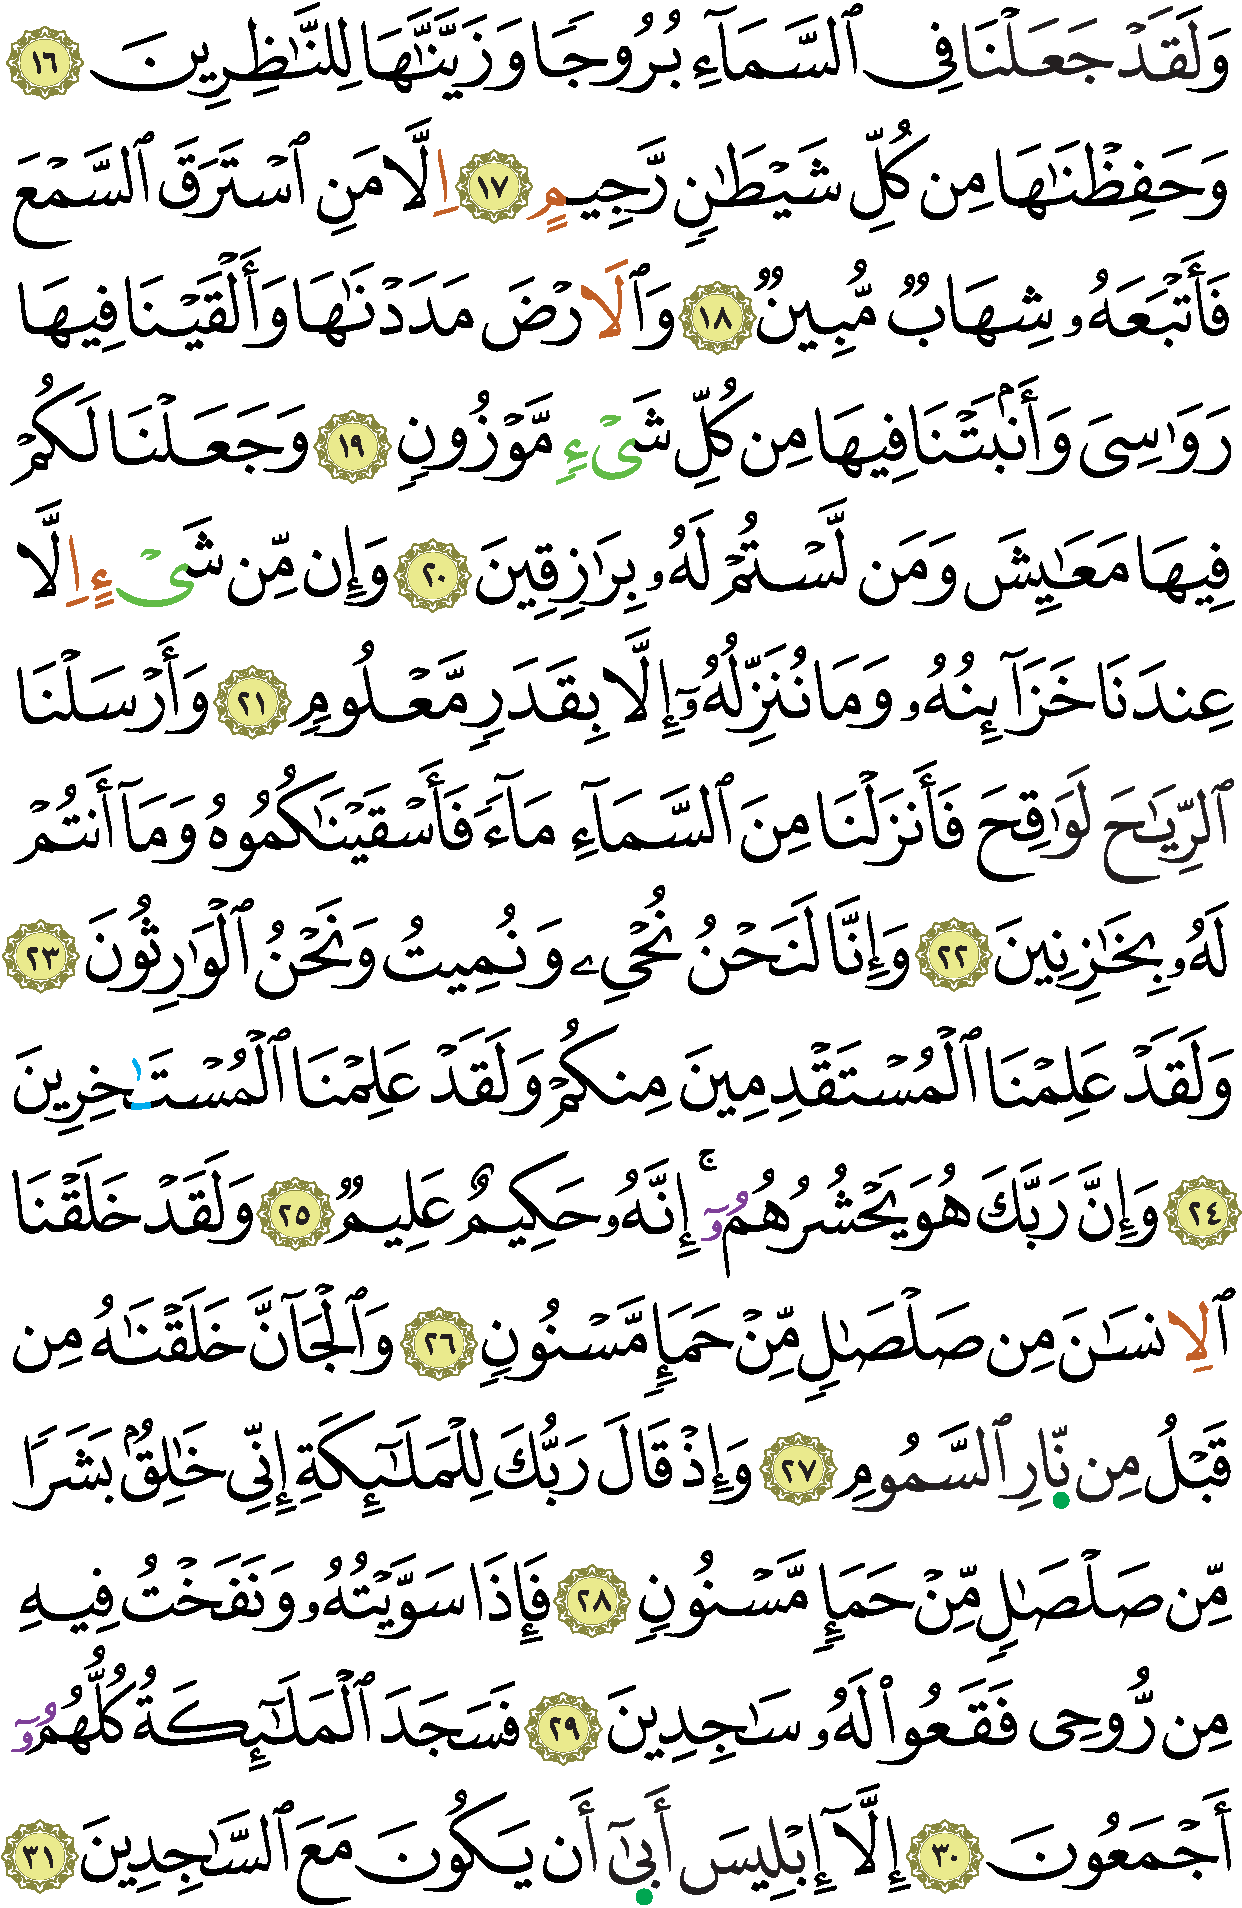 وَلَقَدۡ جَعَلۡنَا فِي ٱلسَّمَآءِ بُرُوجٗا وَزَيَّنَّٰهَا لِلنَّٰظِرِينَ ١٦
وَحَفِظۡنَٰهَا مِن كُلِّ شَيۡطَٰنٖ رَّجِيمٍ ١٧ اِلَّا مَنِ ٱسۡتَرَقَ ٱلسَّمۡعَ
فَأَتۡبَعَهُۥ شِهَابٞ مُّبِينٞ ١٨ وَٱلَارۡضَ مَدَدۡنَٰهَا وَأَلۡقَيۡنَا فِيهَا
رَوَٰسِيَ وَأَنۢبَتۡنَا فِيهَا مِن كُلِّ شَيۡءٖ مَّوۡزُونٖ ١٩ وَجَعَلۡنَا لَكُمۡ
فِيهَا مَعَٰيِشَ وَمَن لَّسۡتُمۡ لَهُۥ بِرَٰزِقِينَ ٢٠ وَإِن مِّن شَيۡءٍ اِلَّا
عِندَنَا خَزَآئِنُهُۥ وَمَا نُنَزِّلُهُۥٓ إِلَّا بِقَدَرٖ مَّعۡلُومٖ ٢١ وَأَرۡسَلۡنَا
ٱلرِّيَٰحَ لَوَٰقِحَ فَأَنزَلۡنَا مِنَ ٱلسَّمَآءِ مَآءٗ فَأَسۡقَيۡنَٰكُمُوهُ وَمَآ أَنتُمۡ
لَهُۥ بِخَٰزِنِينَ ٢٢ وَإِنَّا لَنَحۡنُ نُحۡيِۦ وَنُمِيتُ وَنَحۡنُ ٱلۡوَٰرِثُونَ ٢٣
وَلَقَدۡ عَلِمۡنَا ٱلۡمُسۡتَقۡدِمِينَ مِنكُمۡ وَلَقَدۡ عَلِمۡنَا ٱلۡمُسۡتَٰخِرِينَ
٢٤ وَإِنَّ رَبَّكَ هُوَ يَحۡشُرُهُمُۥٓۚ إِنَّهُۥ حَكِيمٌ عَلِيمٞ ٢٥ وَلَقَدۡ خَلَقۡنَا
ٱلِانسَٰنَ مِن صَلۡصَٰلٖ مِّنۡ حَمَإٖ مَّسۡنُونٖ ٢٦ وَٱلۡجَآنَّ خَلَقۡنَٰهُ مِن
قَبۡلُ مِن نَّارِ ٱلسَّمُومِ ٢٧ وَإِذۡ قَالَ رَبُّكَ لِلۡمَلَٰٓئِكَةِ إِنِّي خَٰلِقُۢ بَشَرٗا
مِّن صَلۡصَٰلٖ مِّنۡ حَمَإٖ مَّسۡنُونٖ ٢٨ فَإِذَا سَوَّيۡتُهُۥ وَنَفَخۡتُ فِيهِ
مِن رُّوحِي فَقَعُواْ لَهُۥ سَٰجِدِينَ ٢٩ فَسَجَدَ ٱلۡمَلَٰٓئِكَةُ كُلُّهُمُۥٓ
أَجۡمَعُونَ ٣٠ إِلَّآ إِبۡلِيسَ أَبَىٰٓ أَن يَكُونَ مَعَ ٱلسَّٰجِدِينَ ٣١